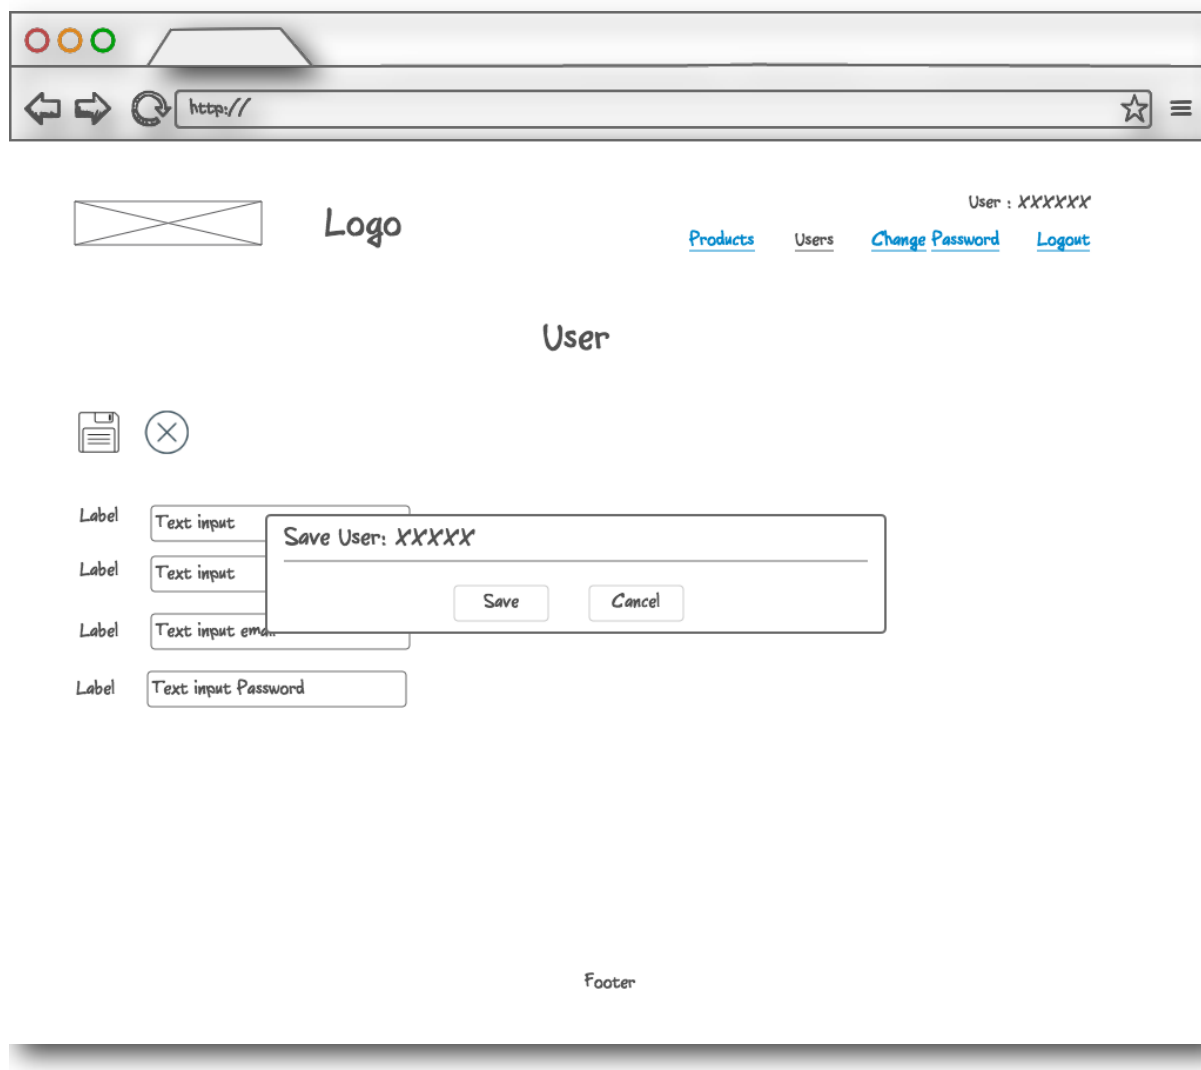 http://
Logo
User : XXXXXX
Products Users Change Password Logout
User
Label Text input
Save User: XXXXX
Label Text input
Save Cancel
Label Text input email
Label Text input Password
Footer